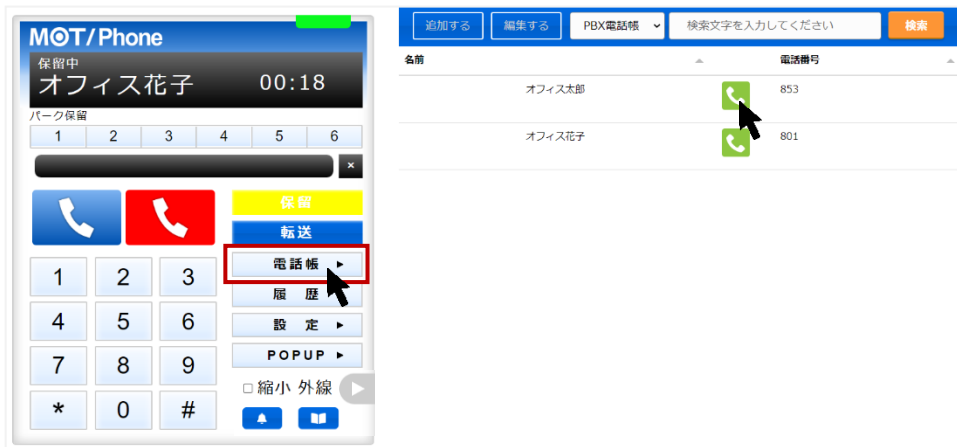 MOT/Phone
保留中
オフィス花子 00:18
パーク保留
1 2 3 4 5 6
×
保留
転送
電話帳 ▶
履 歴
設 定 ▶
POPUP ▶
1 2 3
4 5 6
7 8 9
* 0 #
縮小 外線
追加する 編集する PBX電話帳 検索文字を入力してください 検索
名前 電話番号
オフィス太郎 853
オフィス花子 801